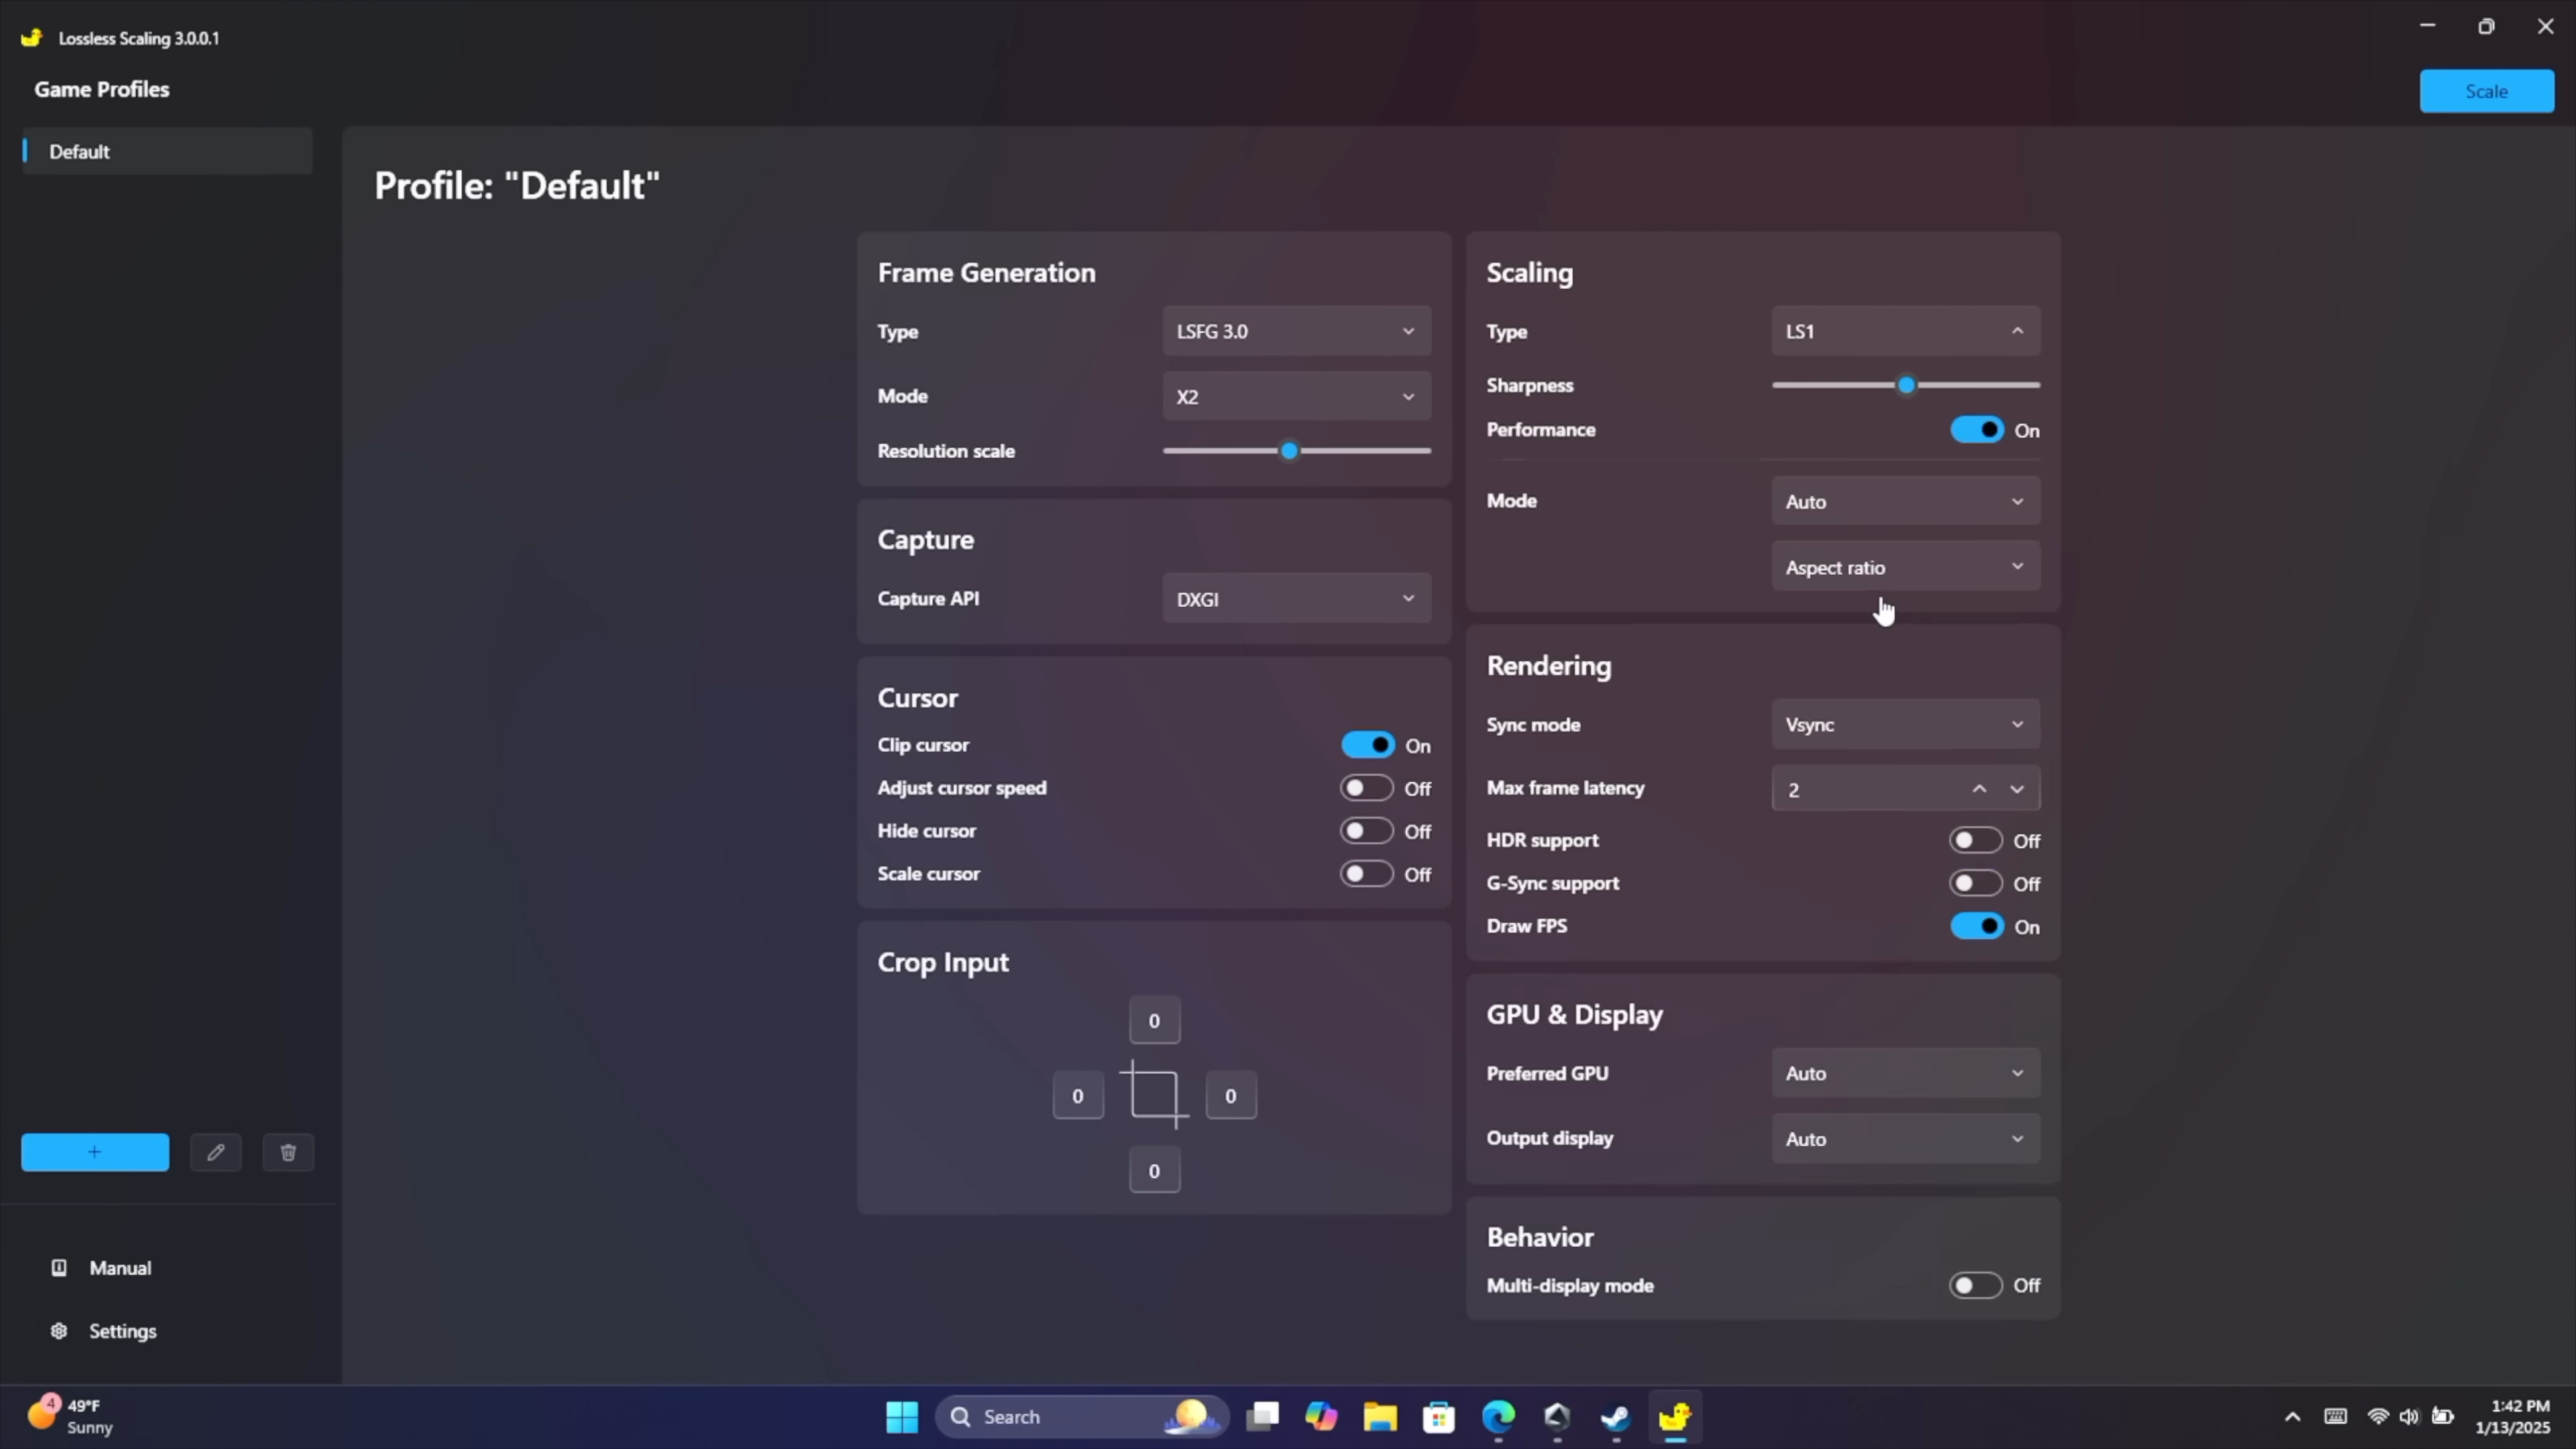 Lossless Scaling 3.0.0.1
Game Profiles
Scale
Default
Profile: "Default"
Frame Generation
Type
LSFG 3.0
Mode
X2
Resolution scale
Capture
Capture API
DXGI
Cursor
Clip cursor
On
Adjust cursor speed
Off
Hide cursor
Off
Scale cursor
Off
Crop Input
0
0
0
0
Scaling
Type
LS1
Sharpness
Performance
On
Mode
Auto
Aspect ratio
Rendering
Sync mode
Vsync
Max frame latency
2
HDR support
Off
G-Sync support
Off
Draw FPS
On
GPU & Display
Preferred GPU
Auto
Output display
Auto
Behavior
Multi-display mode
Off
+
Manual
Settings
4
49°F
Sunny
Search
1:42 PM
1/13/2025